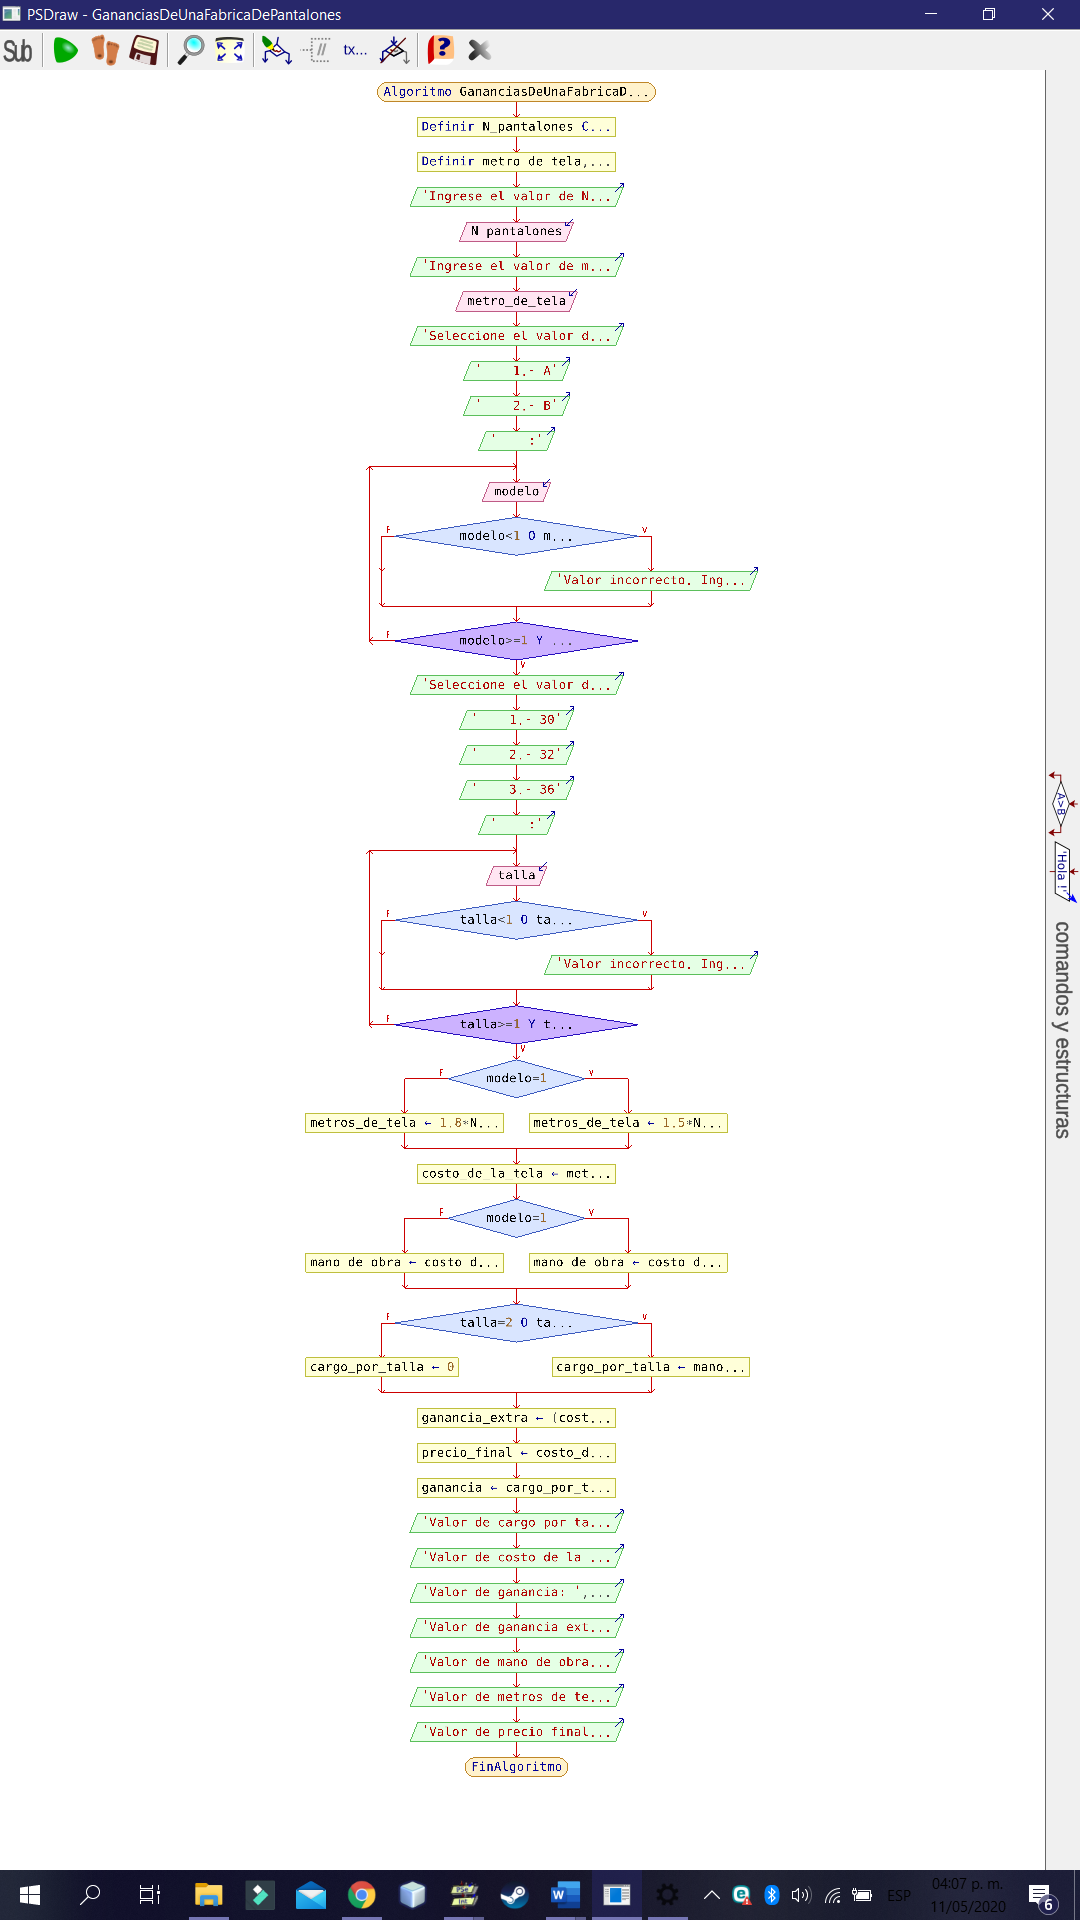 PSDraw - GananciasDeUnaFabricaDePantalones
Sub
tx...
Algoritmo GananciasDeUnaFabricaD...
Definir N_pantalones C...
Definir metro de tela,...
'Ingrese el valor de N...
N pantalones
'Ingrese el valor de m...
metro_de_tela
'Seleccione el valor d...
' 1.- A'
' 2.- B'
' :'
modelo
F modelo<1 O m... V
'Valor incorrecto. Ing...
F modelo>=1 Y ...
V
'Seleccione el valor d...
' 1.- 30'
' 2.- 32'
' 3.- 36'
' :'
talla
F talla<1 O ta... V
'Valor incorrecto. Ing...
F talla>=1 Y t...
V
F modelo=1 V
metros_de_tela ← 1.8*N... metros_de_tela ← 1.5*N...
costo de la tela ← met...
F modelo=1 V
mano de obra ← costo d... mano de obra ← costo d...
F talla=2 O ta... V
cargo_por_talla ← 0 cargo_por_talla ← mano...
ganancia_extra ← (cost...
precio_final ← costo_d...
ganancia ← cargo_por_t...
'Valor de cargo por ta...
'Valor de costo de la ...
'Valor de ganancia: ',...
'Valor de ganancia ext...
'Valor de mano de obra...
'Valor de metros de te...
'Valor de precio final...
FinAlgoritmo
A>B
'Hola !'
comandos y estructuras
ESP
04:07 p. m.
11/05/2020
6